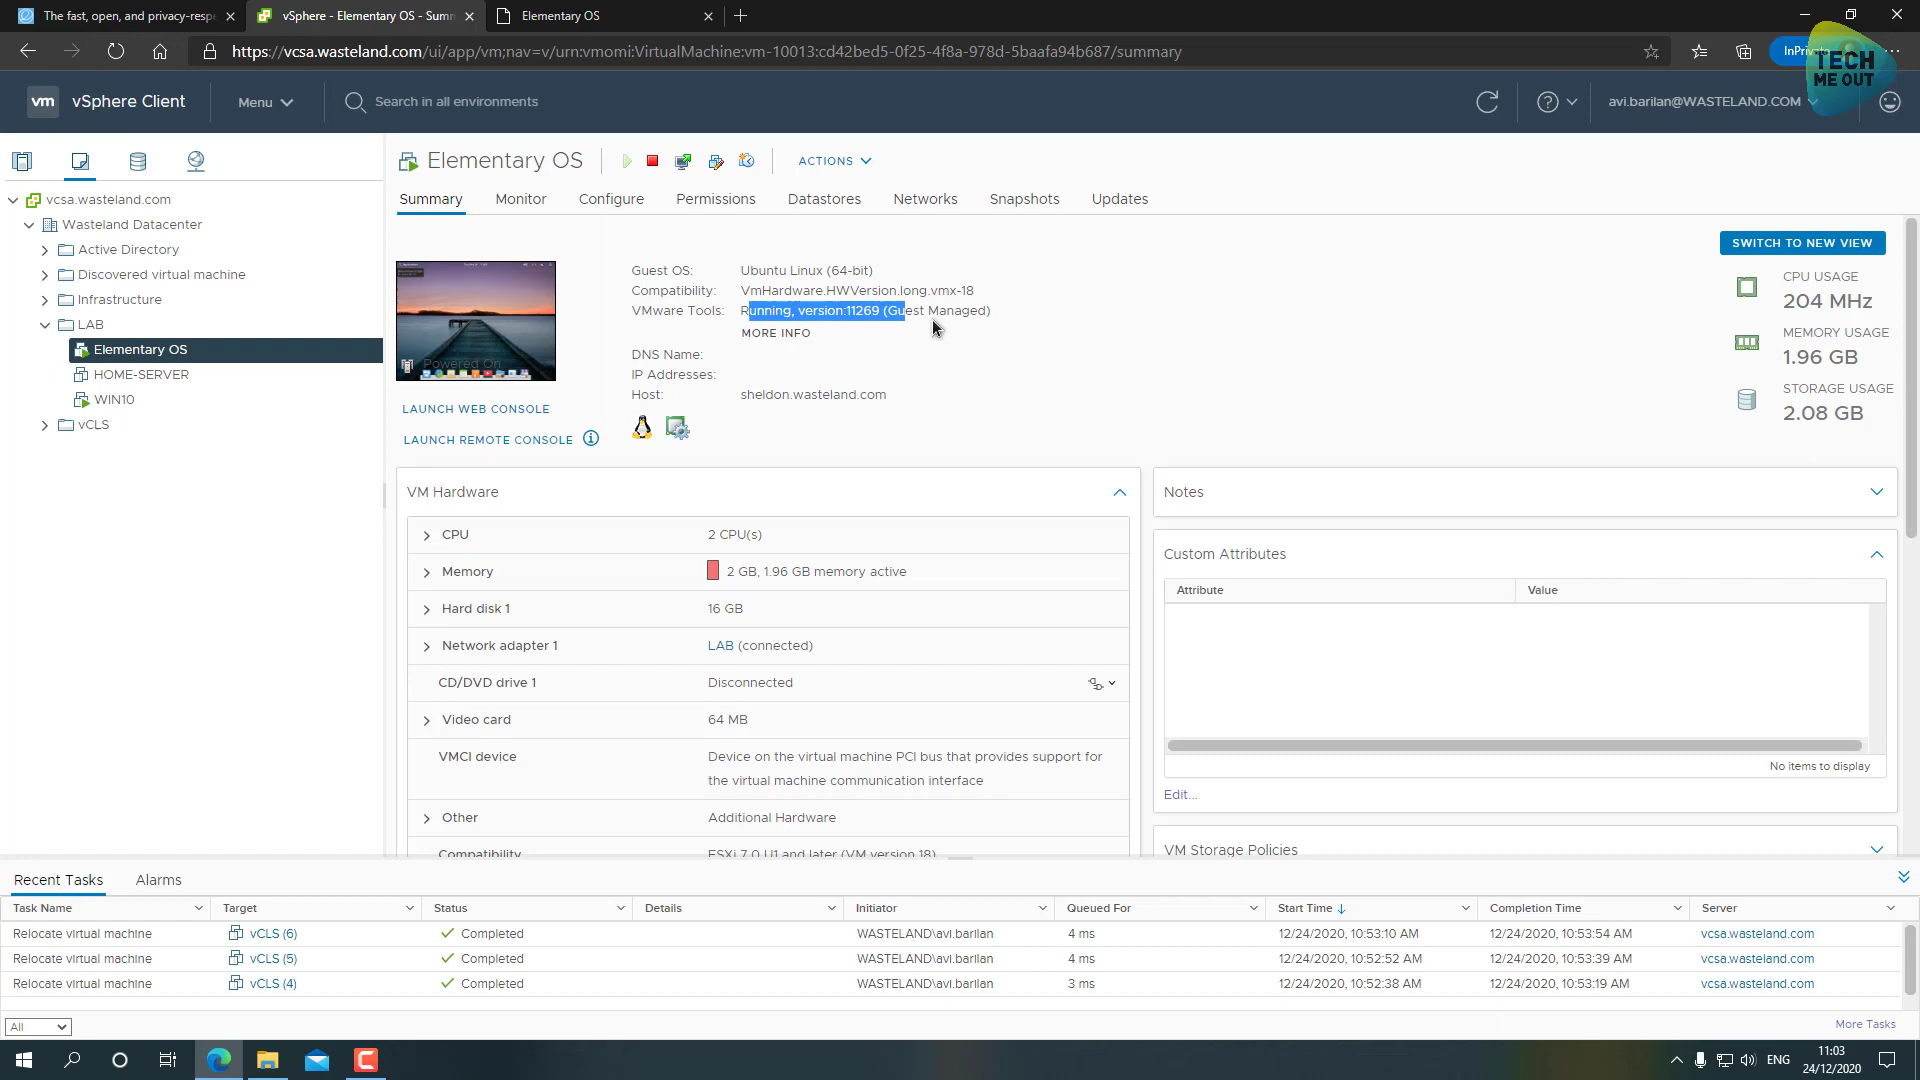 The fast, open, and privacy-respe
vSphere - Elementary OS - Summ
Elementary OS
https://vcsa.wasteland.com/ui/app/vm;nav=v/urn:vmomi:VirtualMachine:vm-10013:cd42bed5-0f25-4f8a-978d-5baafa94b687/summary
InPrivate
TECH
ME OUT
vm vSphere Client
Menu
Search in all environments
avi.barilan@WASTELAND.COM
vcsa.wasteland.com
Wasteland Datacenter
Active Directory
Discovered virtual machine
Infrastructure
LAB
Elementary OS
HOME-SERVER
WIN10
vCLS
Elementary OS
ACTIONS
Summary Monitor Configure Permissions Datastores Networks Snapshots Updates
SWITCH TO NEW VIEW
Powered On
Guest OS: Ubuntu Linux (64-bit)
Compatibility: VmHardware.HWVersion.long.vmx-18
VMware Tools: Running, version:11269 (Guest Managed)
MORE INFO
DNS Name:
IP Addresses:
Host: sheldon.wasteland.com
LAUNCH WEB CONSOLE
LAUNCH REMOTE CONSOLE
CPU USAGE
204 MHz
MEMORY USAGE
1.96 GB
STORAGE USAGE
2.08 GB
VM Hardware
CPU 2 CPU(s)
Memory 2 GB, 1.96 GB memory active
Hard disk 1 16 GB
Network adapter 1 LAB (connected)
CD/DVD drive 1 Disconnected
Video card 64 MB
VMCI device Device on the virtual machine PCI bus that provides support for
the virtual machine communication interface
Other Additional Hardware
Compatibility ESXi 7.0 U1 and later (VM version 18)
Notes
Custom Attributes
Attribute Value
No items to display
Edit...
VM Storage Policies
Recent Tasks Alarms
Task Name Target Status Details Initiator Queued For Start Time Completion Time Server
Relocate virtual machine vCLS (6) Completed WASTELAND\avi.barilan 4 ms 12/24/2020, 10:53:10 AM 12/24/2020, 10:53:54 AM vcsa.wasteland.com
Relocate virtual machine vCLS (5) Completed WASTELAND\avi.barilan 4 ms 12/24/2020, 10:52:52 AM 12/24/2020, 10:53:39 AM vcsa.wasteland.com
Relocate virtual machine vCLS (4) Completed WASTELAND\avi.barilan 3 ms 12/24/2020, 10:52:38 AM 12/24/2020, 10:53:19 AM vcsa.wasteland.com
All
More Tasks
ENG
11:03
24/12/2020